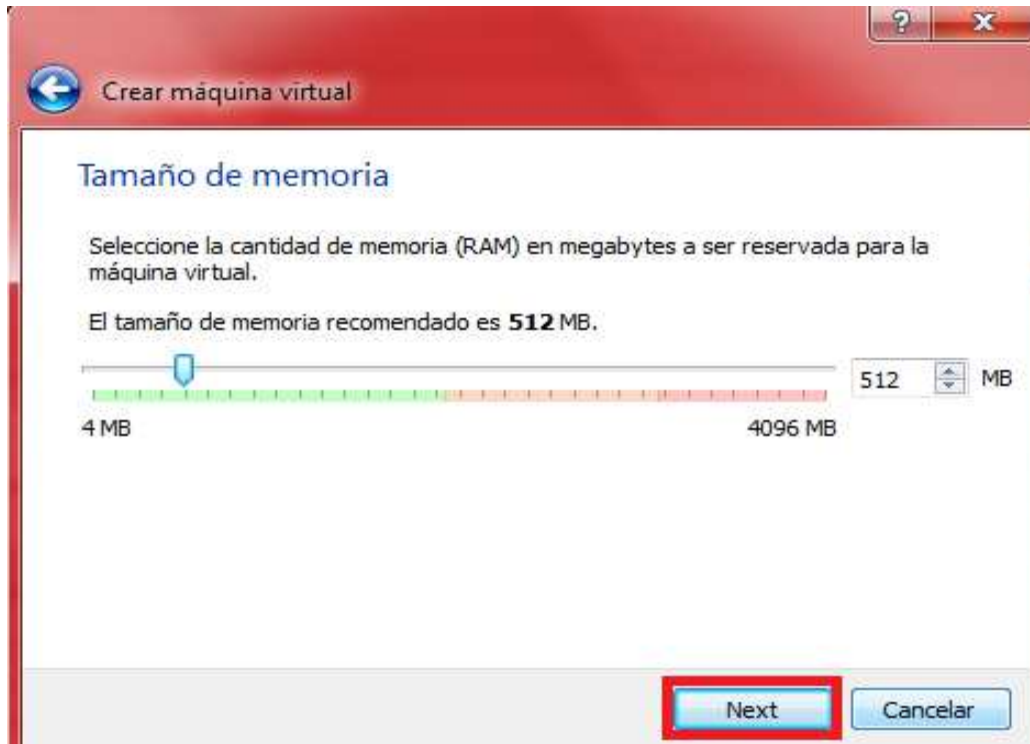 ?
x
Crear máquina virtual
Tamaño de memoria
Seleccione la cantidad de memoria (RAM) en megabytes a ser reservada para la
máquina virtual.
El tamaño de memoria recomendado es 512 MB.
512 MB
4 MB 4096 MB
Next Cancelar